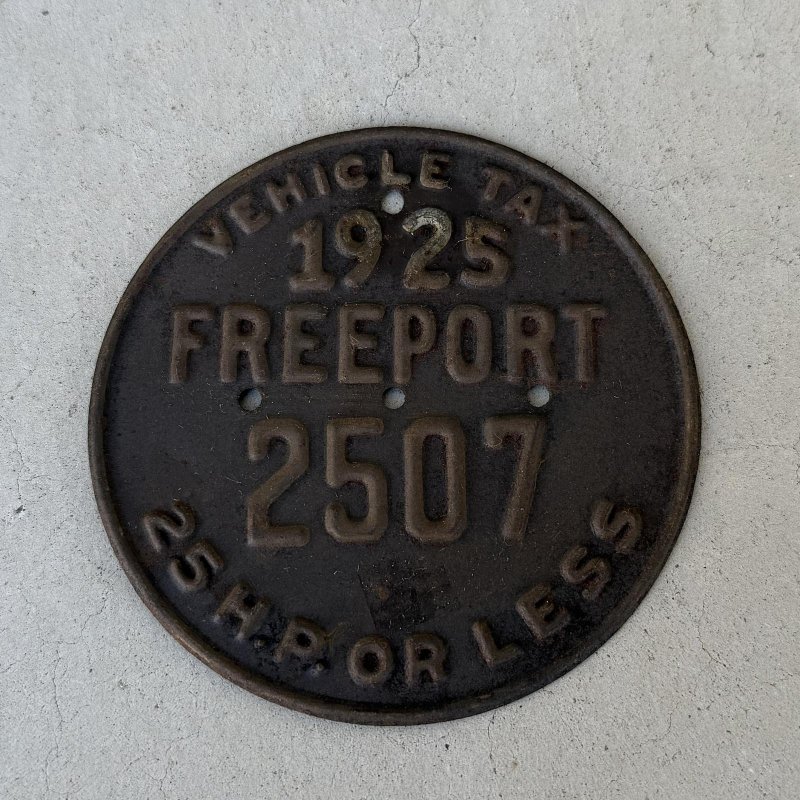 VEHICLE TAX
1925
FREEPORT
2507
25 H.P. OR LESS